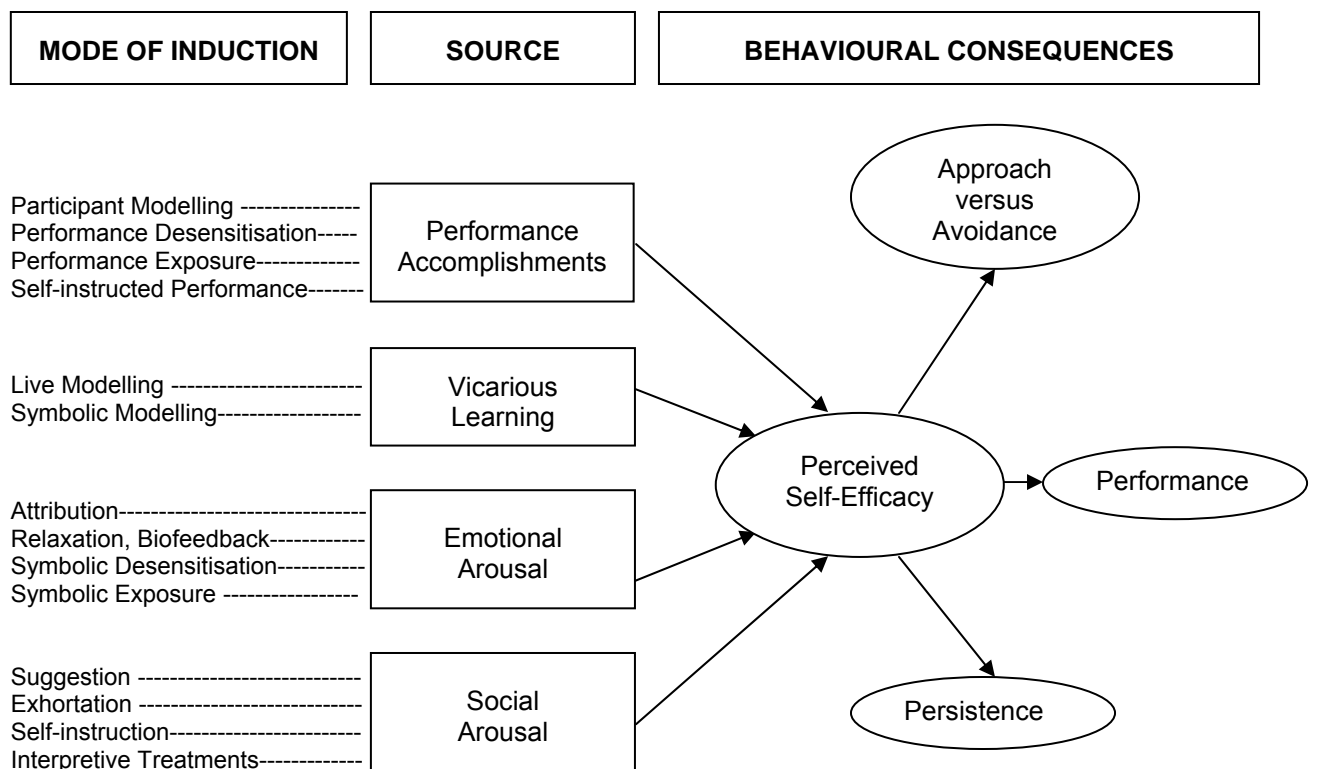 MODE OF INDUCTION
SOURCE
BEHAVIOURAL CONSEQUENCES
Participant Modelling ---------------
Performance Desensitisation-----
Performance Exposure-------------
Self-instructed Performance-------
Performance
Accomplishments
Live Modelling ------------------------
Symbolic Modelling------------------
Vicarious
Learning
Attribution-------------------------------
Relaxation, Biofeedback------------
Symbolic Desensitisation-----------
Symbolic Exposure -----------------
Emotional
Arousal
Suggestion ----------------------------
Exhortation ----------------------------
Self-instruction------------------------
Interpretive Treatments-------------
Social
Arousal
Perceived
Self-Efficacy
Approach
versus
Avoidance
Performance
Persistence